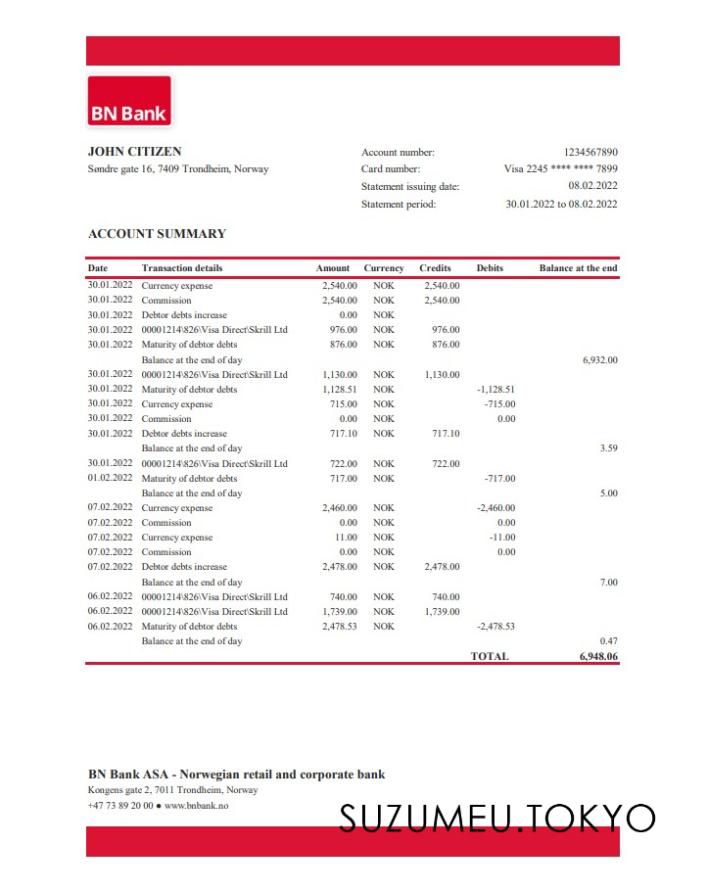 BN Bank
JOHN CITIZEN
Søndre gate 16, 7409 Trondheim, Norway
Account number: 1234567890
Card number: Visa 2245 **** **** 7899
Statement issuing date: 08.02.2022
Statement period: 30.01.2022 to 08.02.2022
ACCOUNT SUMMARY
Date Transaction details Amount Currency Credits Debits Balance at the end
30.01.2022 Currency expense 2,540.00 NOK 2,540.00
30.01.2022 Commission 2,540.00 NOK 2,540.00
30.01.2022 Debtor debts increase 0.00 NOK
30.01.2022 00001214\826\Visa Direct\Skrill Ltd 976.00 NOK 976.00
30.01.2022 Maturity of debtor debts 876.00 NOK 876.00
Balance at the end of day 6,932.00
30.01.2022 00001214\826\Visa Direct\Skrill Ltd 1,130.00 NOK 1,130.00
30.01.2022 Maturity of debtor debts 1,128.51 NOK -1,128.51
30.01.2022 Currency expense 715.00 NOK -715.00
30.01.2022 Commission 0.00 NOK 0.00
30.01.2022 Debtor debts increase 717.10 NOK 717.10
Balance at the end of day 3.59
30.01.2022 00001214\826\Visa Direct\Skrill Ltd 722.00 NOK 722.00
01.02.2022 Maturity of debtor debts 717.00 NOK -717.00
Balance at the end of day 5.00
07.02.2022 Currency expense 2,460.00 NOK -2,460.00
07.02.2022 Commission 0.00 NOK 0.00
07.02.2022 Currency expense 11.00 NOK -11.00
07.02.2022 Commission 0.00 NOK 0.00
07.02.2022 Debtor debts increase 2,478.00 NOK 2,478.00
Balance at the end of day 7.00
06.02.2022 00001214\826\Visa Direct\Skrill Ltd 740.00 NOK 740.00
06.02.2022 00001214\826\Visa Direct\Skrill Ltd 1,739.00 NOK 1,739.00
06.02.2022 Maturity of debtor debts 2,478.53 NOK -2,478.53
Balance at the end of day 0.47
TOTAL 6,948.06
BN Bank ASA - Norwegian retail and corporate bank
Kongens gate 2, 7011 Trondheim, Norway
+47 73 89 20 00 ● www.bnbank.no
SUZUMEU.TOKYO